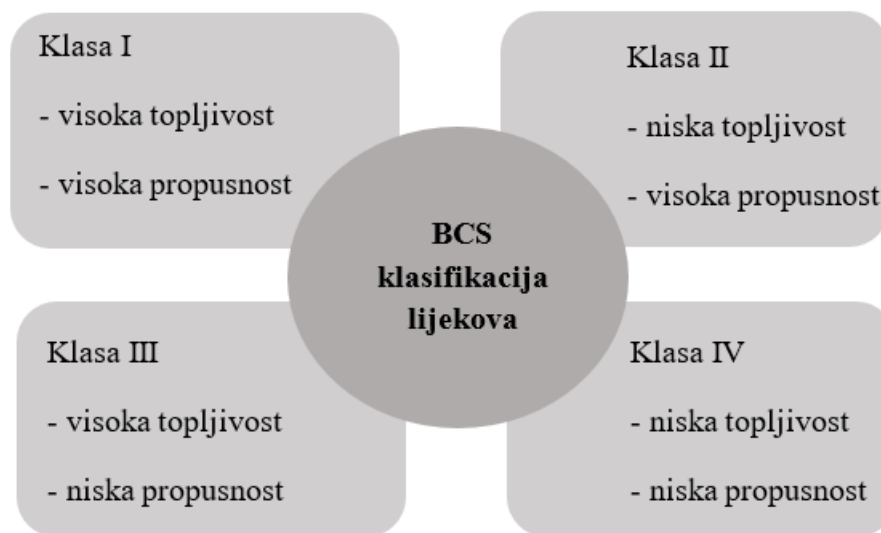 Klasa I
- visoka topljivost
- visoka propusnost
Klasa II
- niska topljivost
- visoka propusnost
BCS
klasifikacija
lijekova
Klasa III
- visoka topljivost
- niska propusnost
Klasa IV
- niska topljivost
- niska propusnost